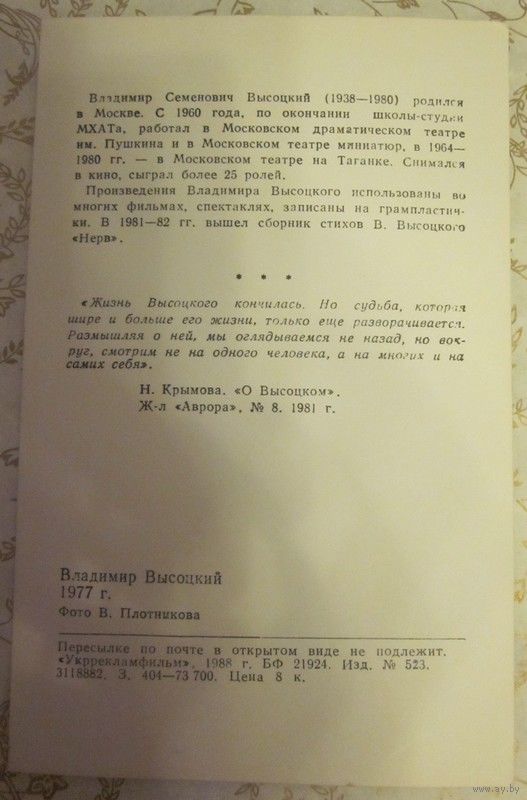 Владимир Семенович Высоцкий (1938—1980) родился
в Москве. С 1960 года, по окончании школы-студии
МХАТа, работал в Московском драматическом театре
им. Пушкина и в Московском театре миниатюр, в 1964—
1980 гг. — в Московском театре на Таганке. Снимался
в кино, сыграл более 25 ролей.
Произведения Владимира Высоцкого использованы во
многих фильмах, спектаклях, записаны на грампластин-
ки. В 1981—82 гг. вышел сборник стихов В. Высоцкого
«Нерв».
* * *
«Жизнь Высоцкого кончилась. Но судьба, которая
шире и больше его жизни, только еще разворачивается.
Размышляя о ней, мы оглядываемся не назад, но вок-
руг, смотрим не на одного человека, а на многих и на
самих себя».
Н. Крымова. «О Высоцком».
Ж-л «Аврора», № 8. 1981 г.
Владимир Высоцкий
1977 г.
Фото В. Плотникова
Пересылке по почте в открытом виде не подлежит.
«Укррекламфильм», 1988 г. БФ 21924. Изд. № 523.
3118882. З. 404—73 700. Цена 8 к.
www.ay.by